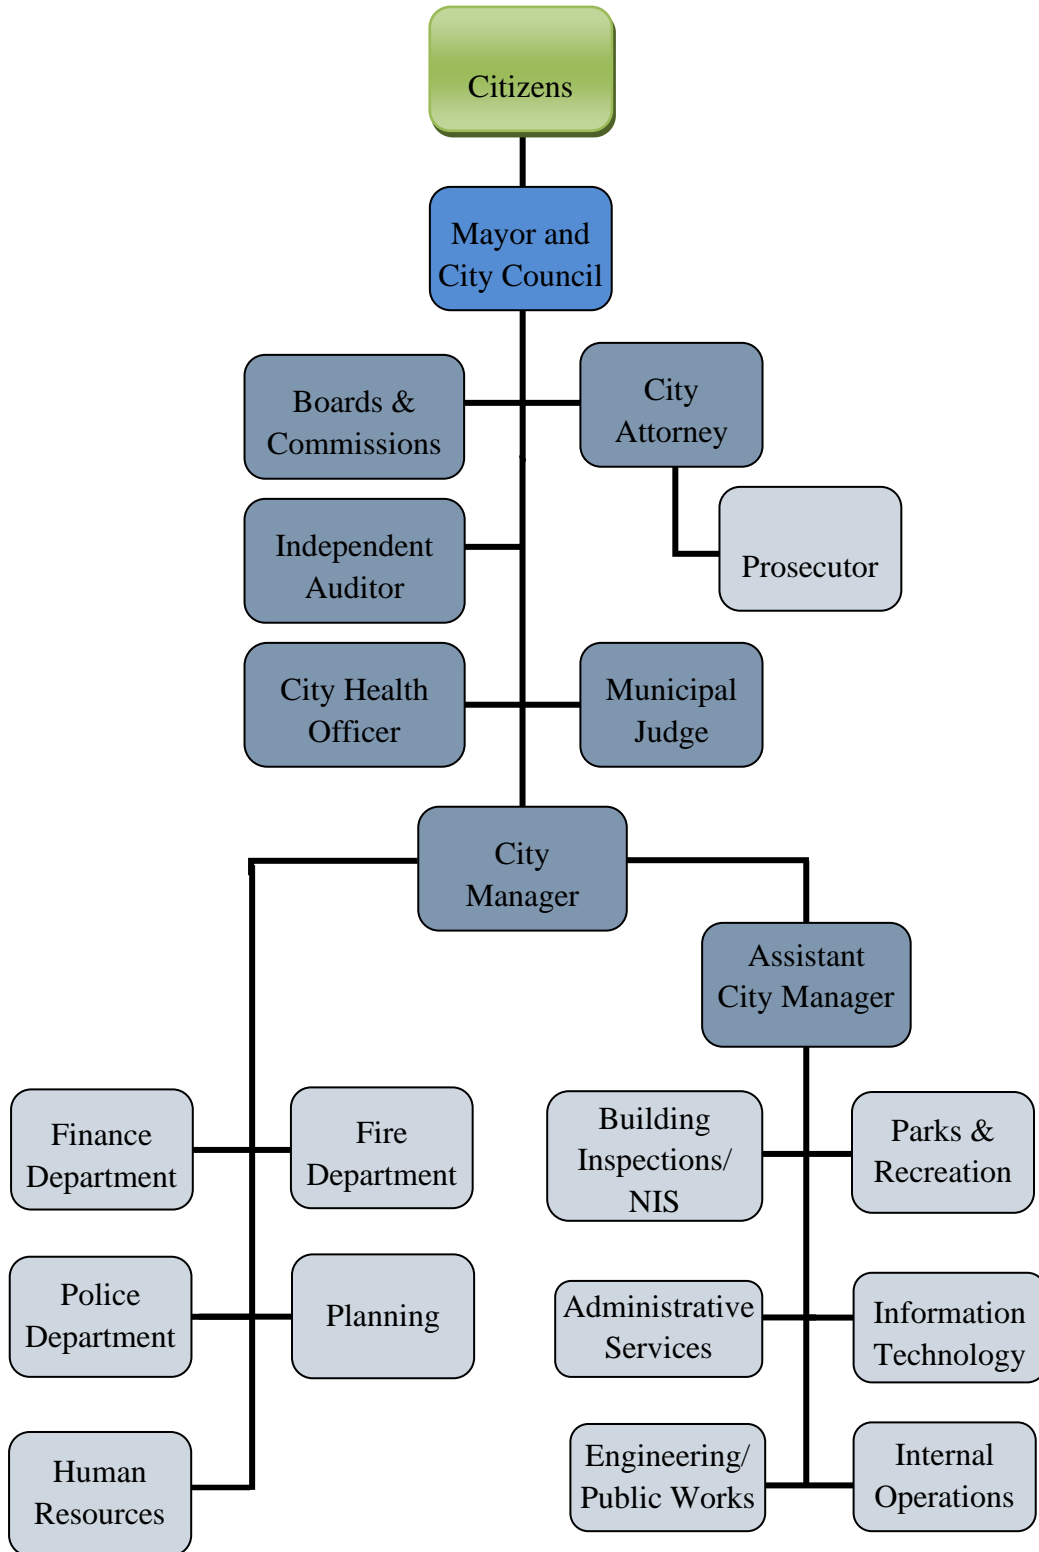 Citizens
Mayor and
City Council
Boards &
Commissions
City
Attorney
Prosecutor
Independent
Auditor
City Health
Officer
Municipal
Judge
City
Manager
Assistant
City Manager
Finance
Department
Fire
Department
Police
Department
Planning
Human
Resources
Building
Inspections/
NIS
Parks &
Recreation
Administrative
Services
Information
Technology
Engineering/
Public Works
Internal
Operations